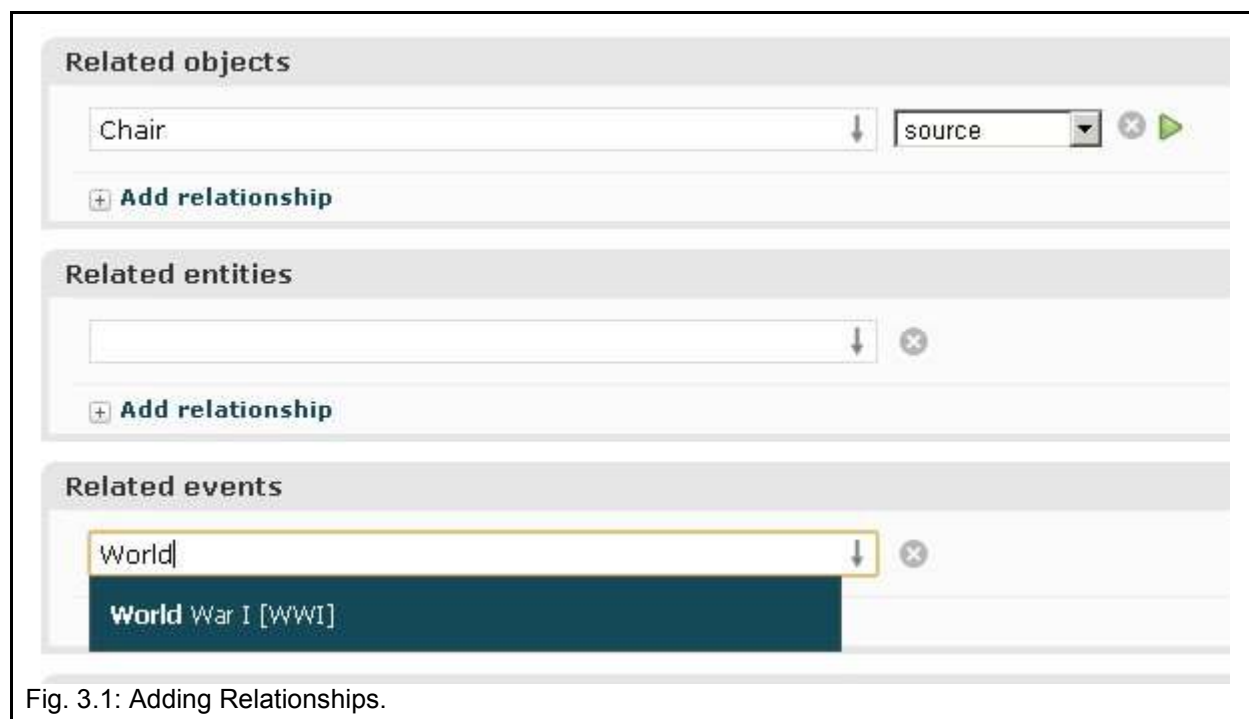 Related objects
Chair source
Add relationship
Related entities
Add relationship
Related events
World
World War I [WWI]
Fig. 3.1: Adding Relationships.